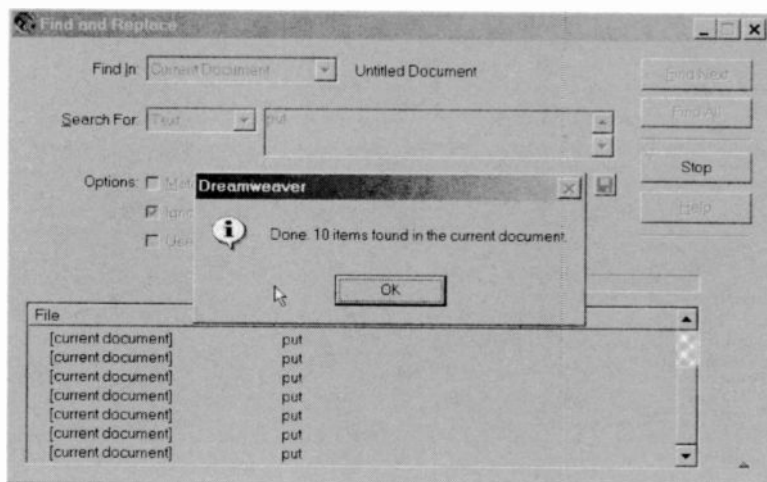 Find and Replace
Find In: Current Document Untitled Document
Find Next
Search For: Text put
Find All
Stop
Options:
Dreamweaver
Help
Done. 10 items found in the current document.
OK
File
[current document] put
[current document] put
[current document] put
[current document] put
[current document] put
[current document] put
[current document] put